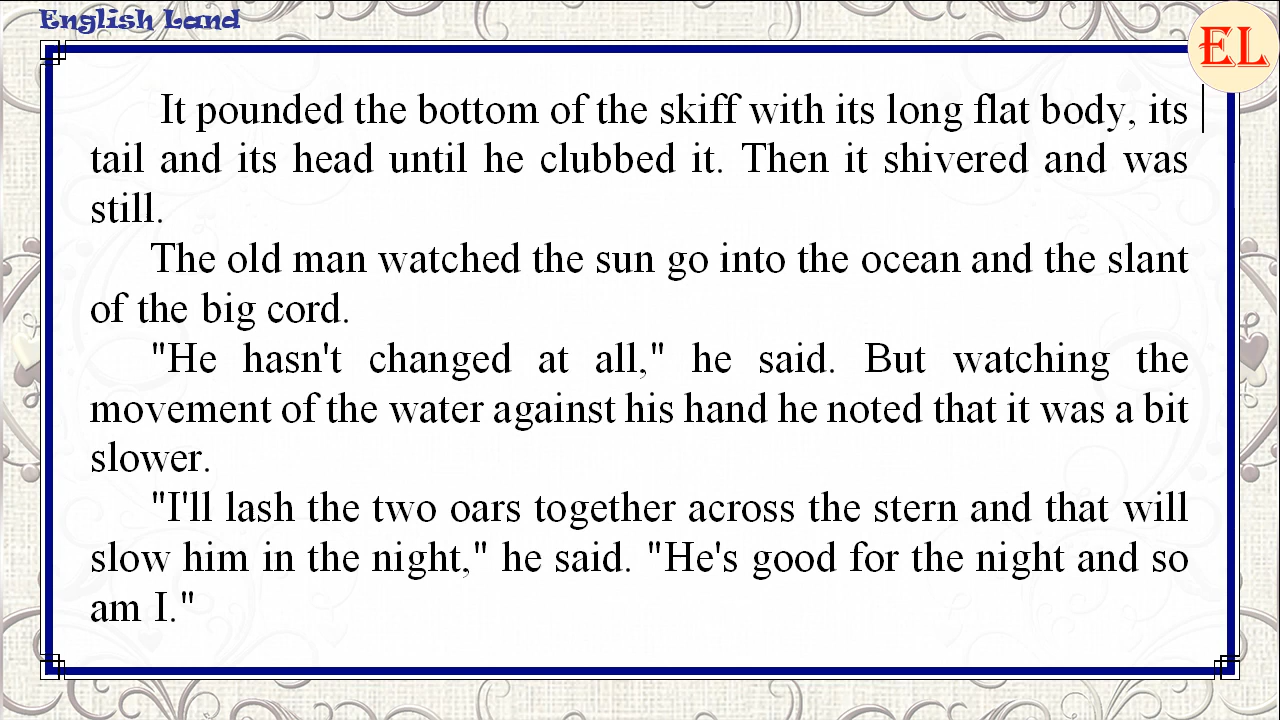 English Land
EL
It pounded the bottom of the skiff with its long flat body, its
tail and its head until he clubbed it. Then it shivered and was
still.
The old man watched the sun go into the ocean and the slant
of the big cord.
"He hasn't changed at all," he said. But watching the
movement of the water against his hand he noted that it was a bit
slower.
"I'll lash the two oars together across the stern and that will
slow him in the night," he said. "He's good for the night and so
am I."